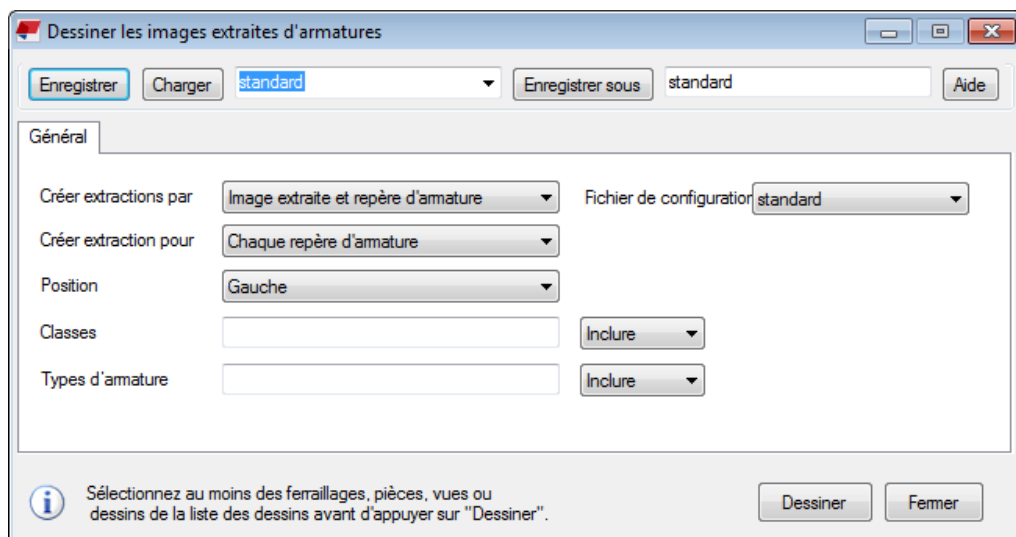 Dessiner les images extraites d'armatures
Enregistrer Charger standard Enregistrer sous standard Aide
Général
Créer extractions par Image extraite et repère d'armature Fichier de configuration standard
Créer extraction pour Chaque repère d'armature
Position Gauche
Classes Inclure
Types d'armature Inclure
Sélectionnez au moins des ferraillages, pièces, vues ou
dessins de la liste des dessins avant d'appuyer sur "Dessiner".
Dessiner Fermer